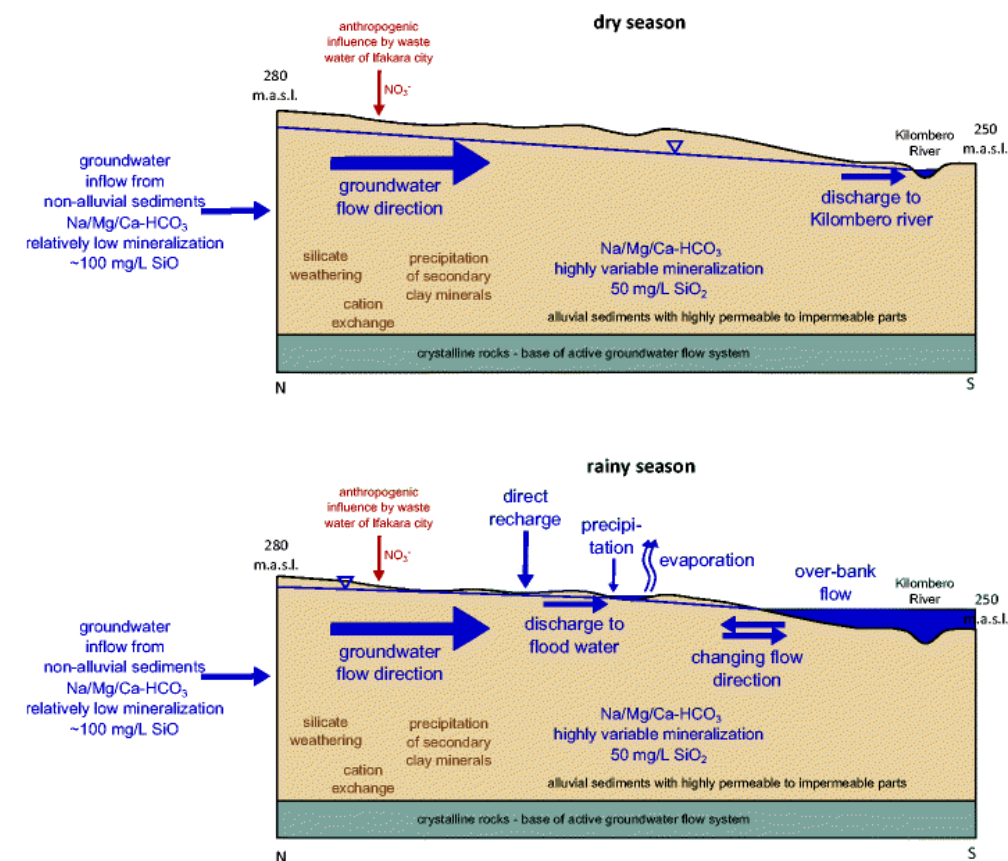 dry season
anthropogenic
influence by waste
water of Ifakara city
NO₃⁻
280
m.a.s.l.
Kilombero
River
250
m.a.s.l.
groundwater
inflow from
non-alluvial sediments
Na/Mg/Ca-HCO₃
relatively low mineralization
~100 mg/L SiO
groundwater
flow direction
discharge to
Kilombero river
silicate
weathering
precipitation
of secondary
clay minerals
cation
exchange
Na/Mg/Ca-HCO₃
highly variable mineralization
50 mg/L SiO₂
alluvial sediments with highly permeable to impermeable parts
crystalline rocks - base of active groundwater flow system
N
S
rainy season
anthropogenic
influence by waste
water of Ifakara city
NO₃⁻
direct
recharge
precipi-
tation
evaporation
over-bank
flow
280
m.a.s.l.
Kilombero
River
250
m.a.s.l.
groundwater
inflow from
non-alluvial sediments
Na/Mg/Ca-HCO₃
relatively low mineralization
~100 mg/L SiO
groundwater
flow direction
discharge to
flood water
changing flow
direction
silicate
weathering
precipitation
of secondary
clay minerals
cation
exchange
Na/Mg/Ca-HCO₃
highly variable mineralization
50 mg/L SiO₂
alluvial sediments with highly permeable to impermeable parts
crystalline rocks - base of active groundwater flow system
N
S